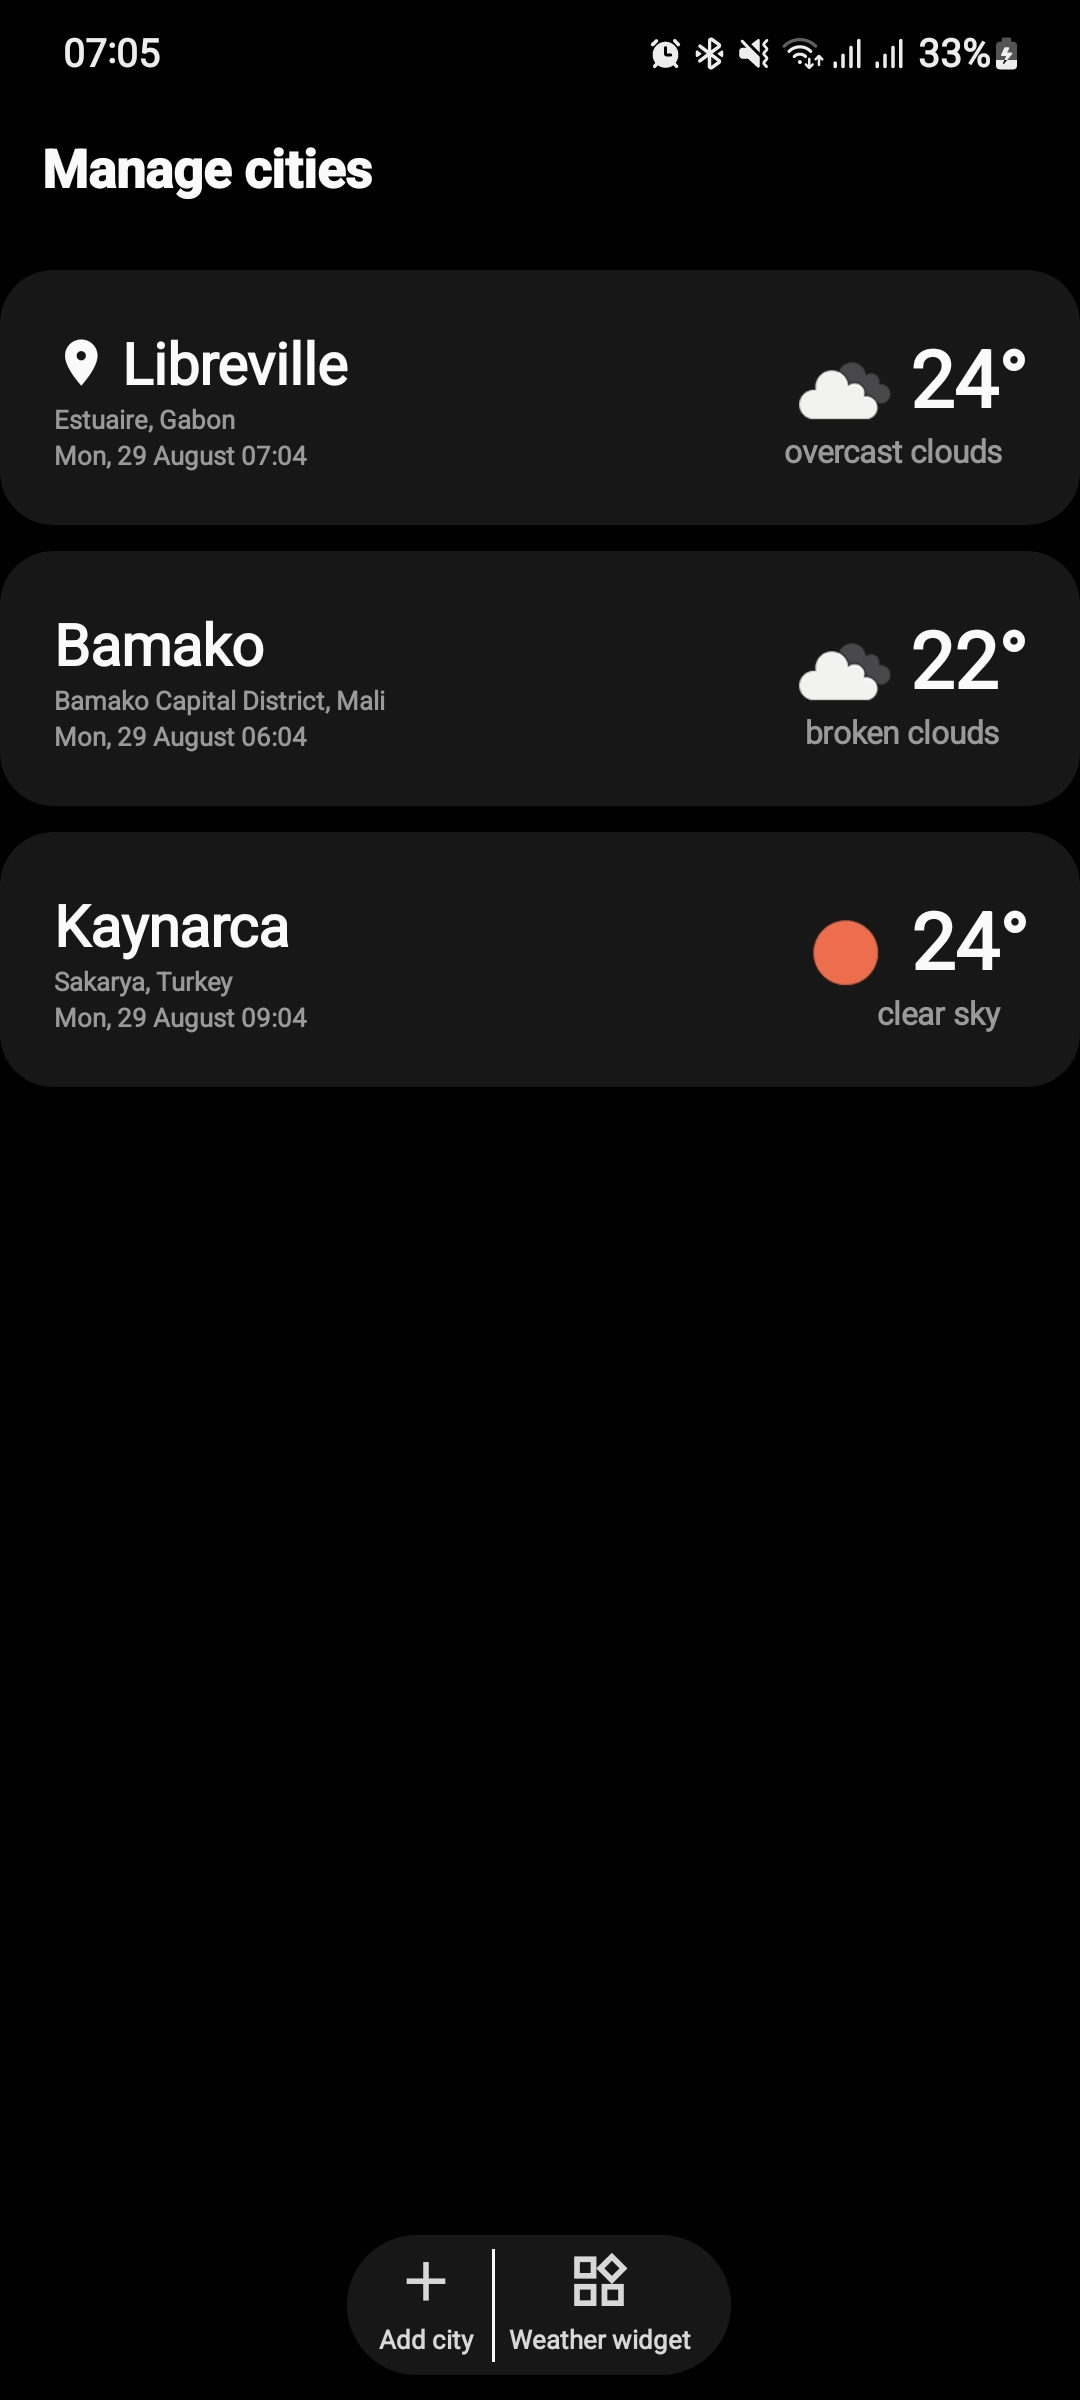 07:05
33%
Manage cities
Libreville
24°
Estuaire, Gabon
Mon, 29 August 07:04
overcast clouds
Bamako
22°
Bamako Capital District, Mali
Mon, 29 August 06:04
broken clouds
Kaynarca
24°
Sakarya, Turkey
Mon, 29 August 09:04
clear sky
Add city
Weather widget